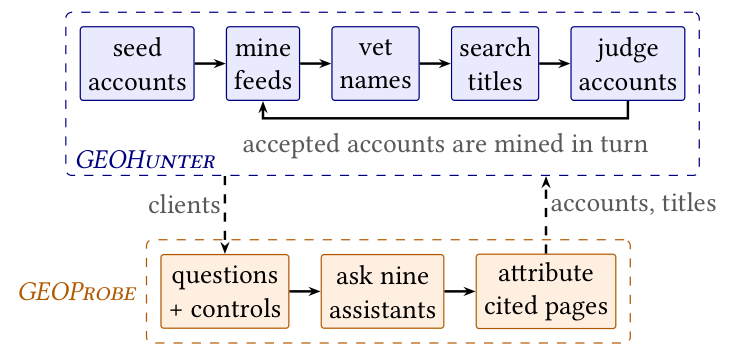 seed
accounts
mine
feeds
vet
names
search
titles
judge
accounts
accepted accounts are mined in turn
GEOHunter
clients
accounts, titles
GEOProbe
questions
+ controls
ask nine
assistants
attribute
cited pages